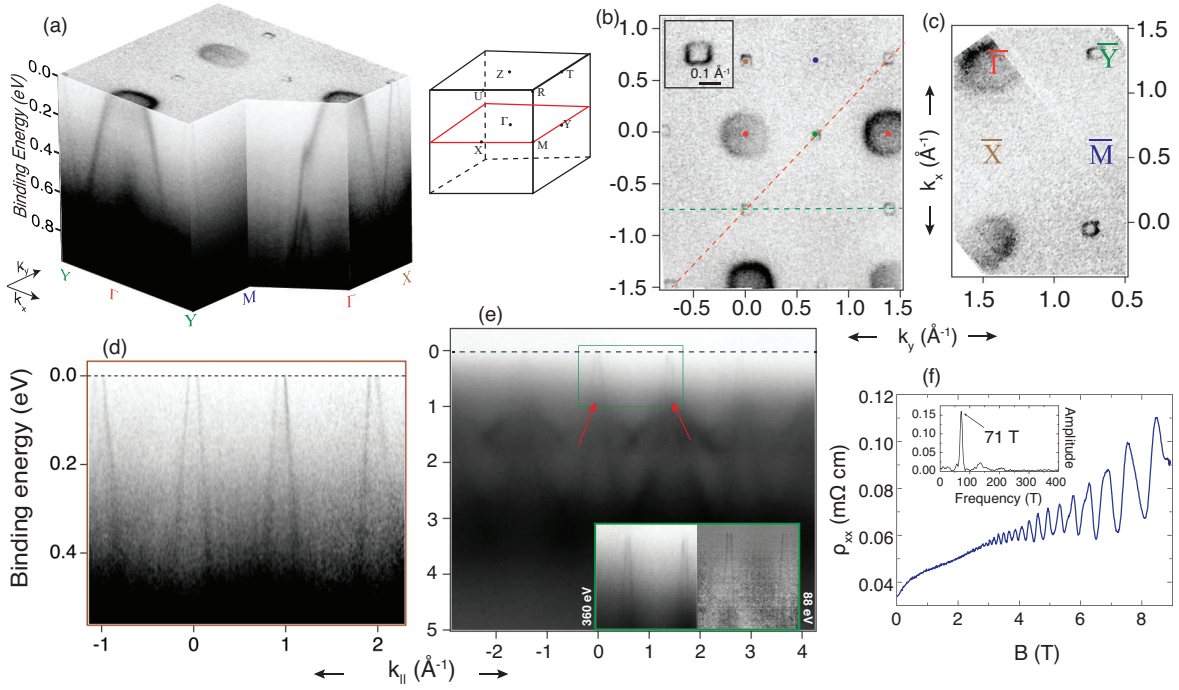 (a)
Binding Energy (eV)
0.0
0.2
0.4
0.6
0.8
Ky
kx
Y
Γ
Y
M
Γ
X
Z
T
U
R
Γ
Y
X
M
(b)
0.1 Å⁻¹
1.0
0.5
0.0
-0.5
-1.0
-1.5
-0.5 0.0 0.5 1.0 1.5
ky (Å⁻¹)
(c)
Γ̅
Y̅
X̅
M̅
kx (Å⁻¹)
1.5
1.0
0.5
0.0
1.5 1.0 0.5
(d)
Binding energy (eV)
0.0
0.2
0.4
-1 0 1 2
k|| (Å⁻¹)
(e)
0
1
2
3
4
5
360 eV
88 eV
-2 -1 0 1 2 3 4
(f)
ρxx (mΩ cm)
0.12
0.10
0.08
0.06
0.04
0.15
0.10
0.05
0.00
71 T
Amplitude
0 100 200 300 400
Frequency (T)
0 2 4 6 8
B (T)